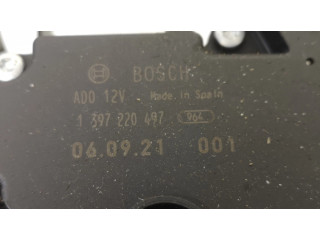 BOSCH
ADO 12V Made in Spain
1 397 220 497 964
06.09.21 001